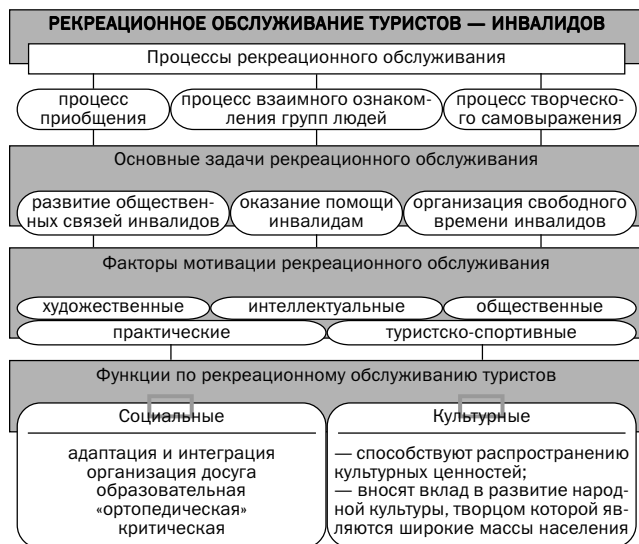 РЕКРЕАЦИОННОЕ ОБСЛУЖИВАНИЕ ТУРИСТОВ — ИНВАЛИДОВ
Процессы рекреационного обслуживания
процесс
приобщения
процесс взаимного ознаком-
ления групп людей
процесс творческо-
го самовыражения
Основные задачи рекреационного обслуживания
развитие обществен-
ных связей инвалидов
оказание помощи
инвалидам
организация свободного
времени инвалидов
Факторы мотивации рекреационного обслуживания
художественные
интеллектуальные
общественные
практические
туристско-спортивные
Функции по рекреационному обслуживанию туристов
Социальные
адаптация и интеграция
организация досуга
образовательная
«ортопедическая»
критическая
Культурные
— способствуют распространению
культурных ценностей;
— вносят вклад в развитие народ-
ной культуры, творцом которой яв-
ляются широкие массы населения